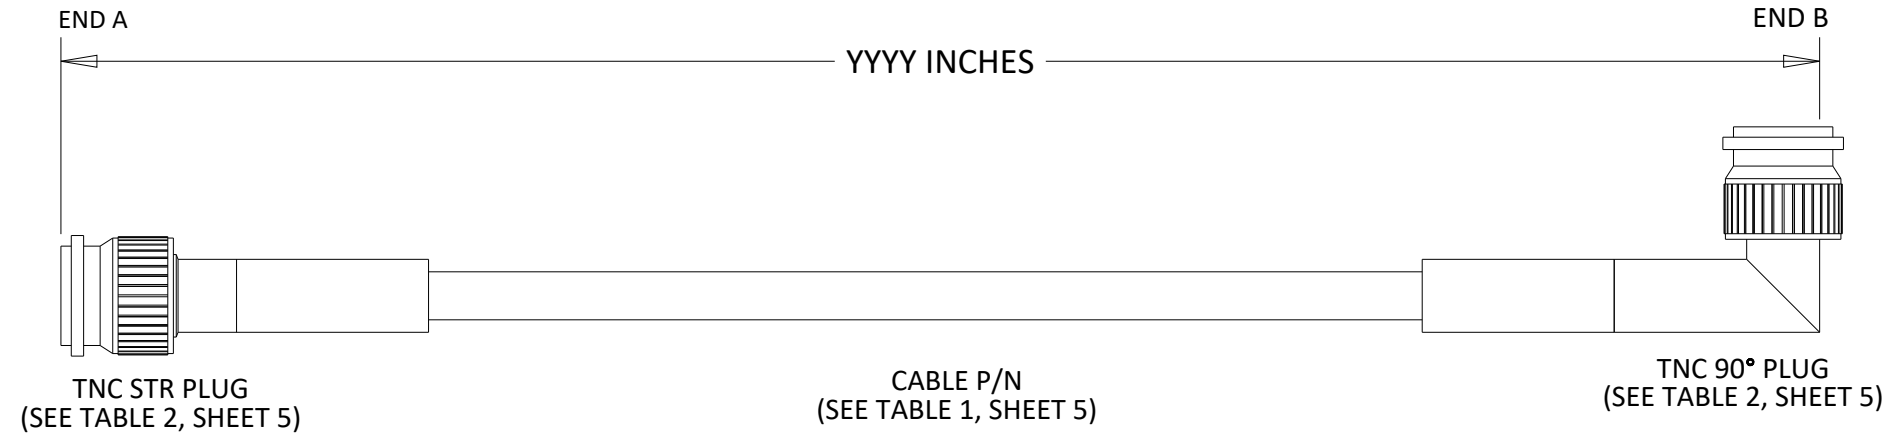 END A
END B
YYYY INCHES
TNC STR PLUG
(SEE TABLE 2, SHEET 5)
CABLE P/N
(SEE TABLE 1, SHEET 5)
TNC 90° PLUG
(SEE TABLE 2, SHEET 5)